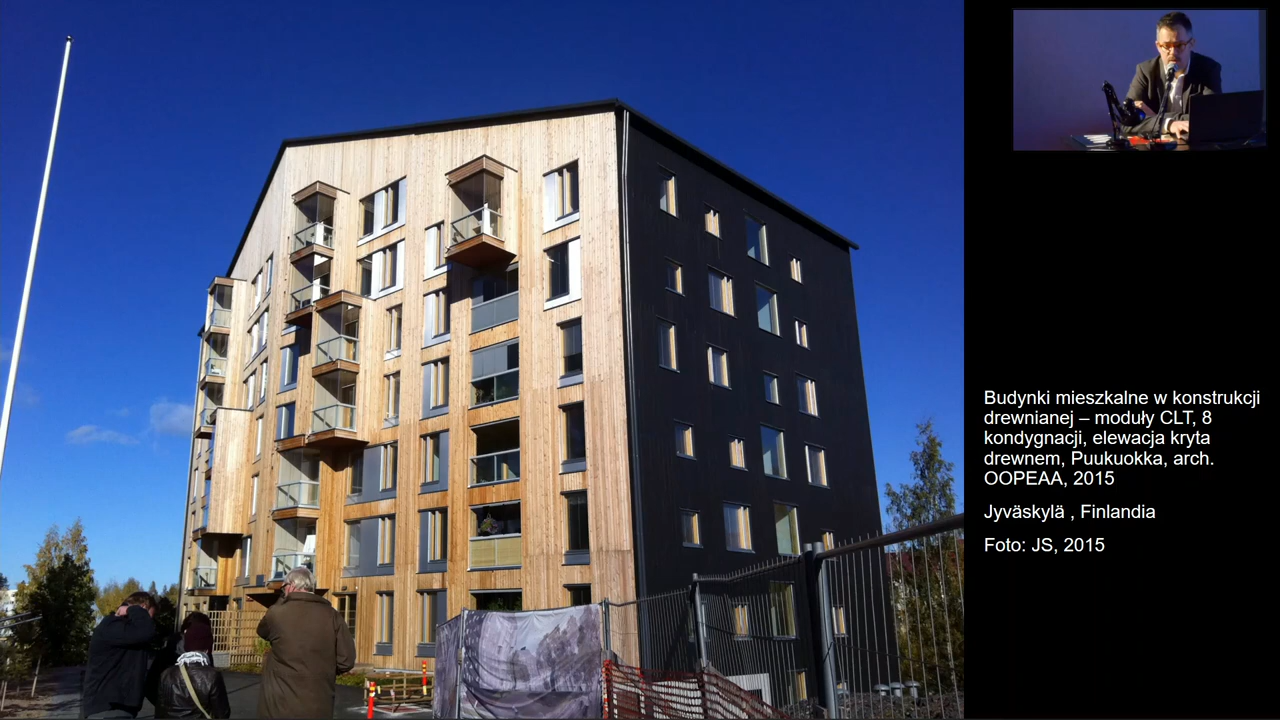 Budynki mieszkalne w konstrukcji
drewnianej – moduły CLT, 8
kondygnacji, elewacja kryta
drewnem, Puukuokka, arch.
OOPEAA, 2015
Jyväskylä , Finlandia
Foto: JS, 2015